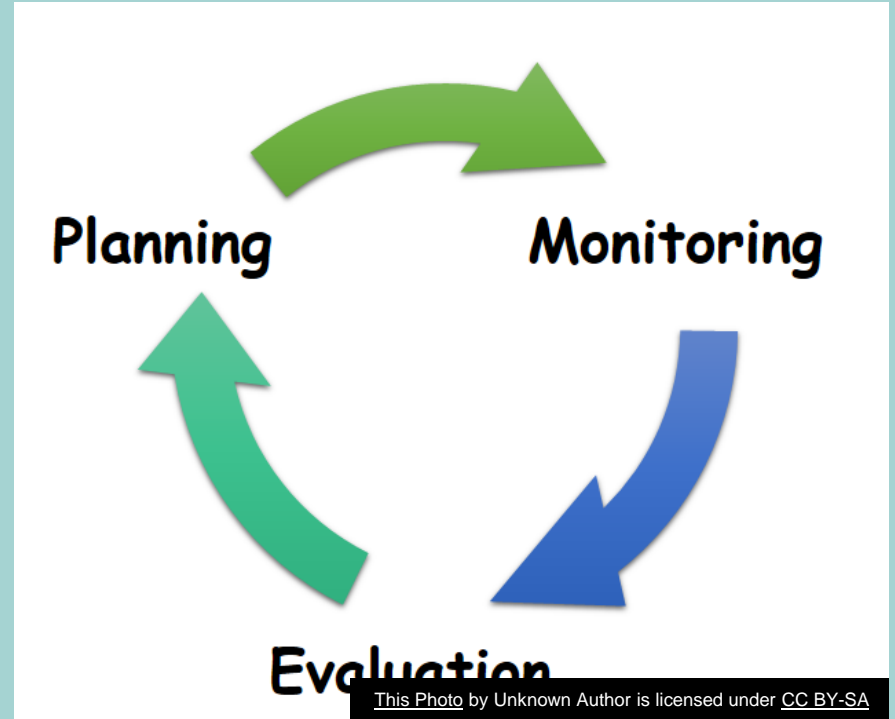 Planning
Monitoring
Evaluation
This Photo by Unknown Author is licensed under CC BY-SA